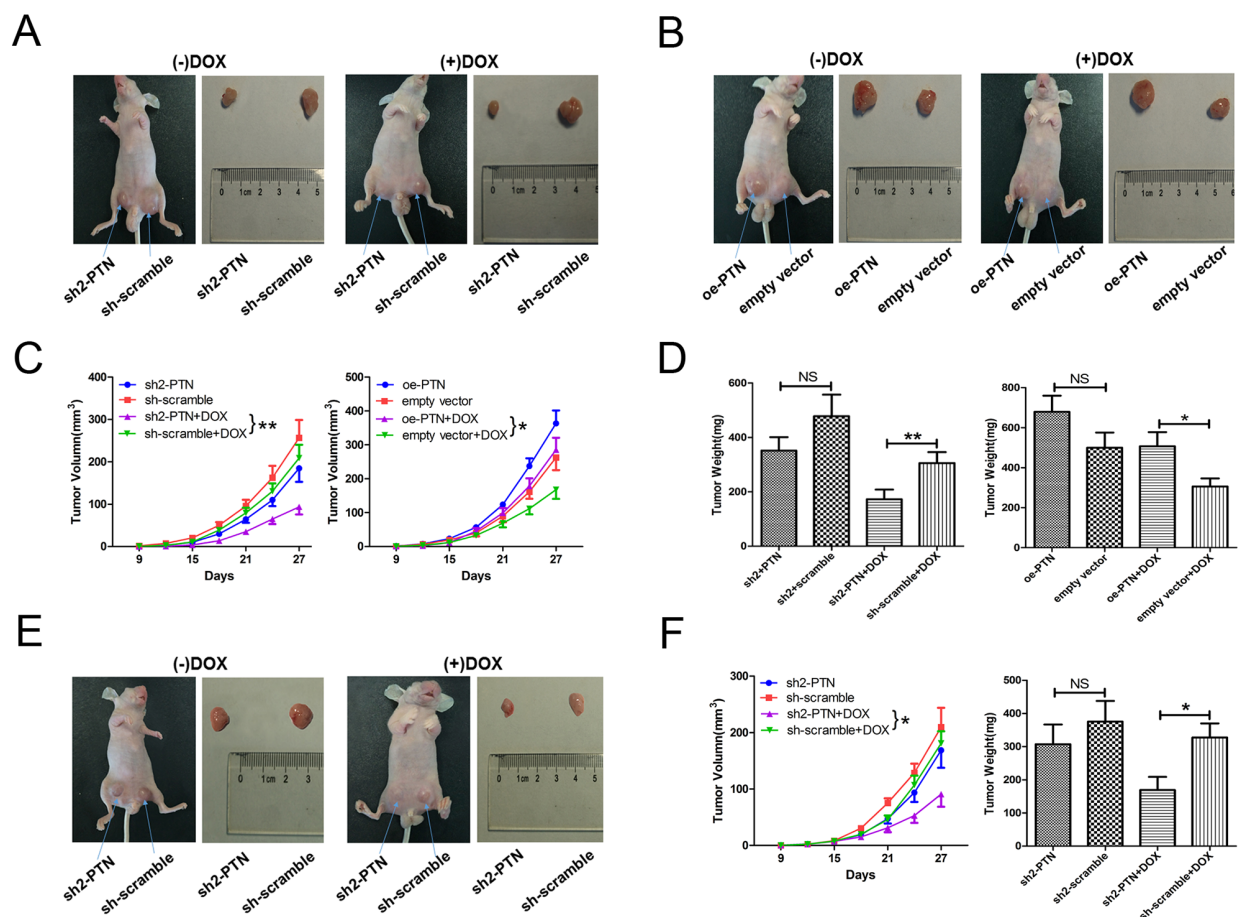 A
(-)DOX
(+)DOX
0 1cm 2 3 4 5
0 1cm 2 3 4 5
sh2-PTN
sh-scramble
sh2-PTN
sh-scramble
sh2-PTN
sh-scramble
sh2-PTN
sh-scramble
B
(-)DOX
(+)DOX
0 1cm 2 3 4 5
0 1cm 2 3 4 5 6
oe-PTN
empty vector
oe-PTN
empty vector
oe-PTN
empty vector
oe-PTN
empty vector
C
Tumor Volumn(mm3)
400
300
200
100
0
sh2-PTN
sh-scramble
sh2-PTN+DOX
sh-scramble+DOX
}**
9 15 21 27
Days
Tumor Volumn(mm3)
500
400
300
200
100
0
oe-PTN
empty vector
oe-PTN+DOX
empty vector+DOX
}*
9 15 21 27
Days
D
Tumor Weight(mg)
600
400
200
0
NS
**
sh2+PTN
sh2+scramble
sh2-PTN+DOX
sh-scramble+DOX
Tumor Weight(mg)
800
600
400
200
0
NS
*
oe-PTN
empty vector
oe-PTN+DOX
empty vector+DOX
E
(-)DOX
(+)DOX
0 1cm 2 3 4
0 1cm 2 3 4 5
sh2-PTN
sh-scramble
sh2-PTN
sh-scramble
sh2-PTN
sh-scramble
sh2-PTN
sh-scramble
F
Tumor Volumn(mm3)
300
200
100
0
sh2-PTN
sh-scramble
sh2-PTN+DOX
sh-scramble+DOX
}*
9 15 21 27
Days
Tumor Weight(mg)
500
400
300
200
100
0
NS
*
sh2-PTN
sh2-scramble
sh2-PTN+DOX
sh-scramble+DOX